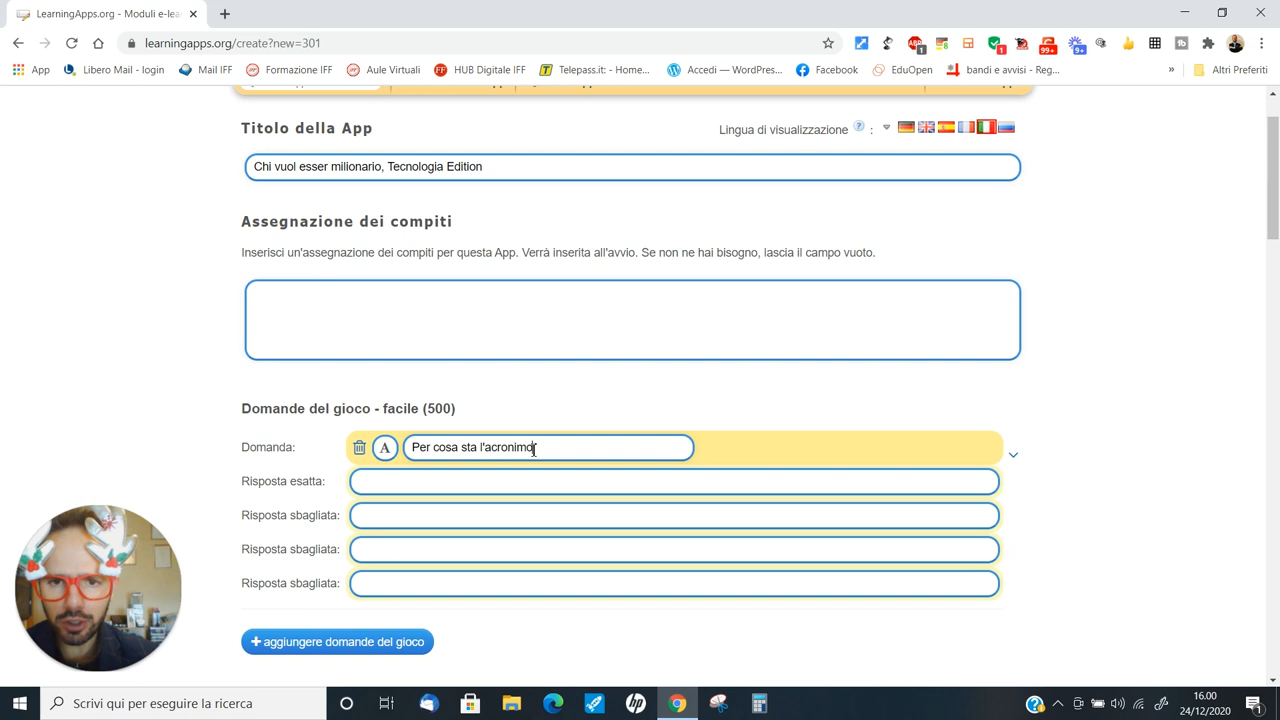 LearningApps.org - Moduli e-lea
learningapps.org/create?new=301
App
Libero Mail - login
Mail IFF
Formazione IFF
Aule Virtuali
HUB Digitale IFF
Telepass.it: - Home...
Accedi — WordPress...
Facebook
EduOpen
bandi e avvisi - Reg...
»
Altri Preferiti
Titolo della App
Lingua di visualizzazione ? :
Chi vuol esser milionario, Tecnologia Edition
Assegnazione dei compiti
Inserisci un'assegnazione dei compiti per questa App. Verrà inserita all'avvio. Se non ne hai bisogno, lascia il campo vuoto.
Domande del gioco - facile (500)
Domanda:
A
Per cosa sta l'acronimo
Risposta esatta:
Risposta sbagliata:
Risposta sbagliata:
Risposta sbagliata:
+ aggiungere domande del gioco
Scrivi qui per eseguire la ricerca
16.00
24/12/2020